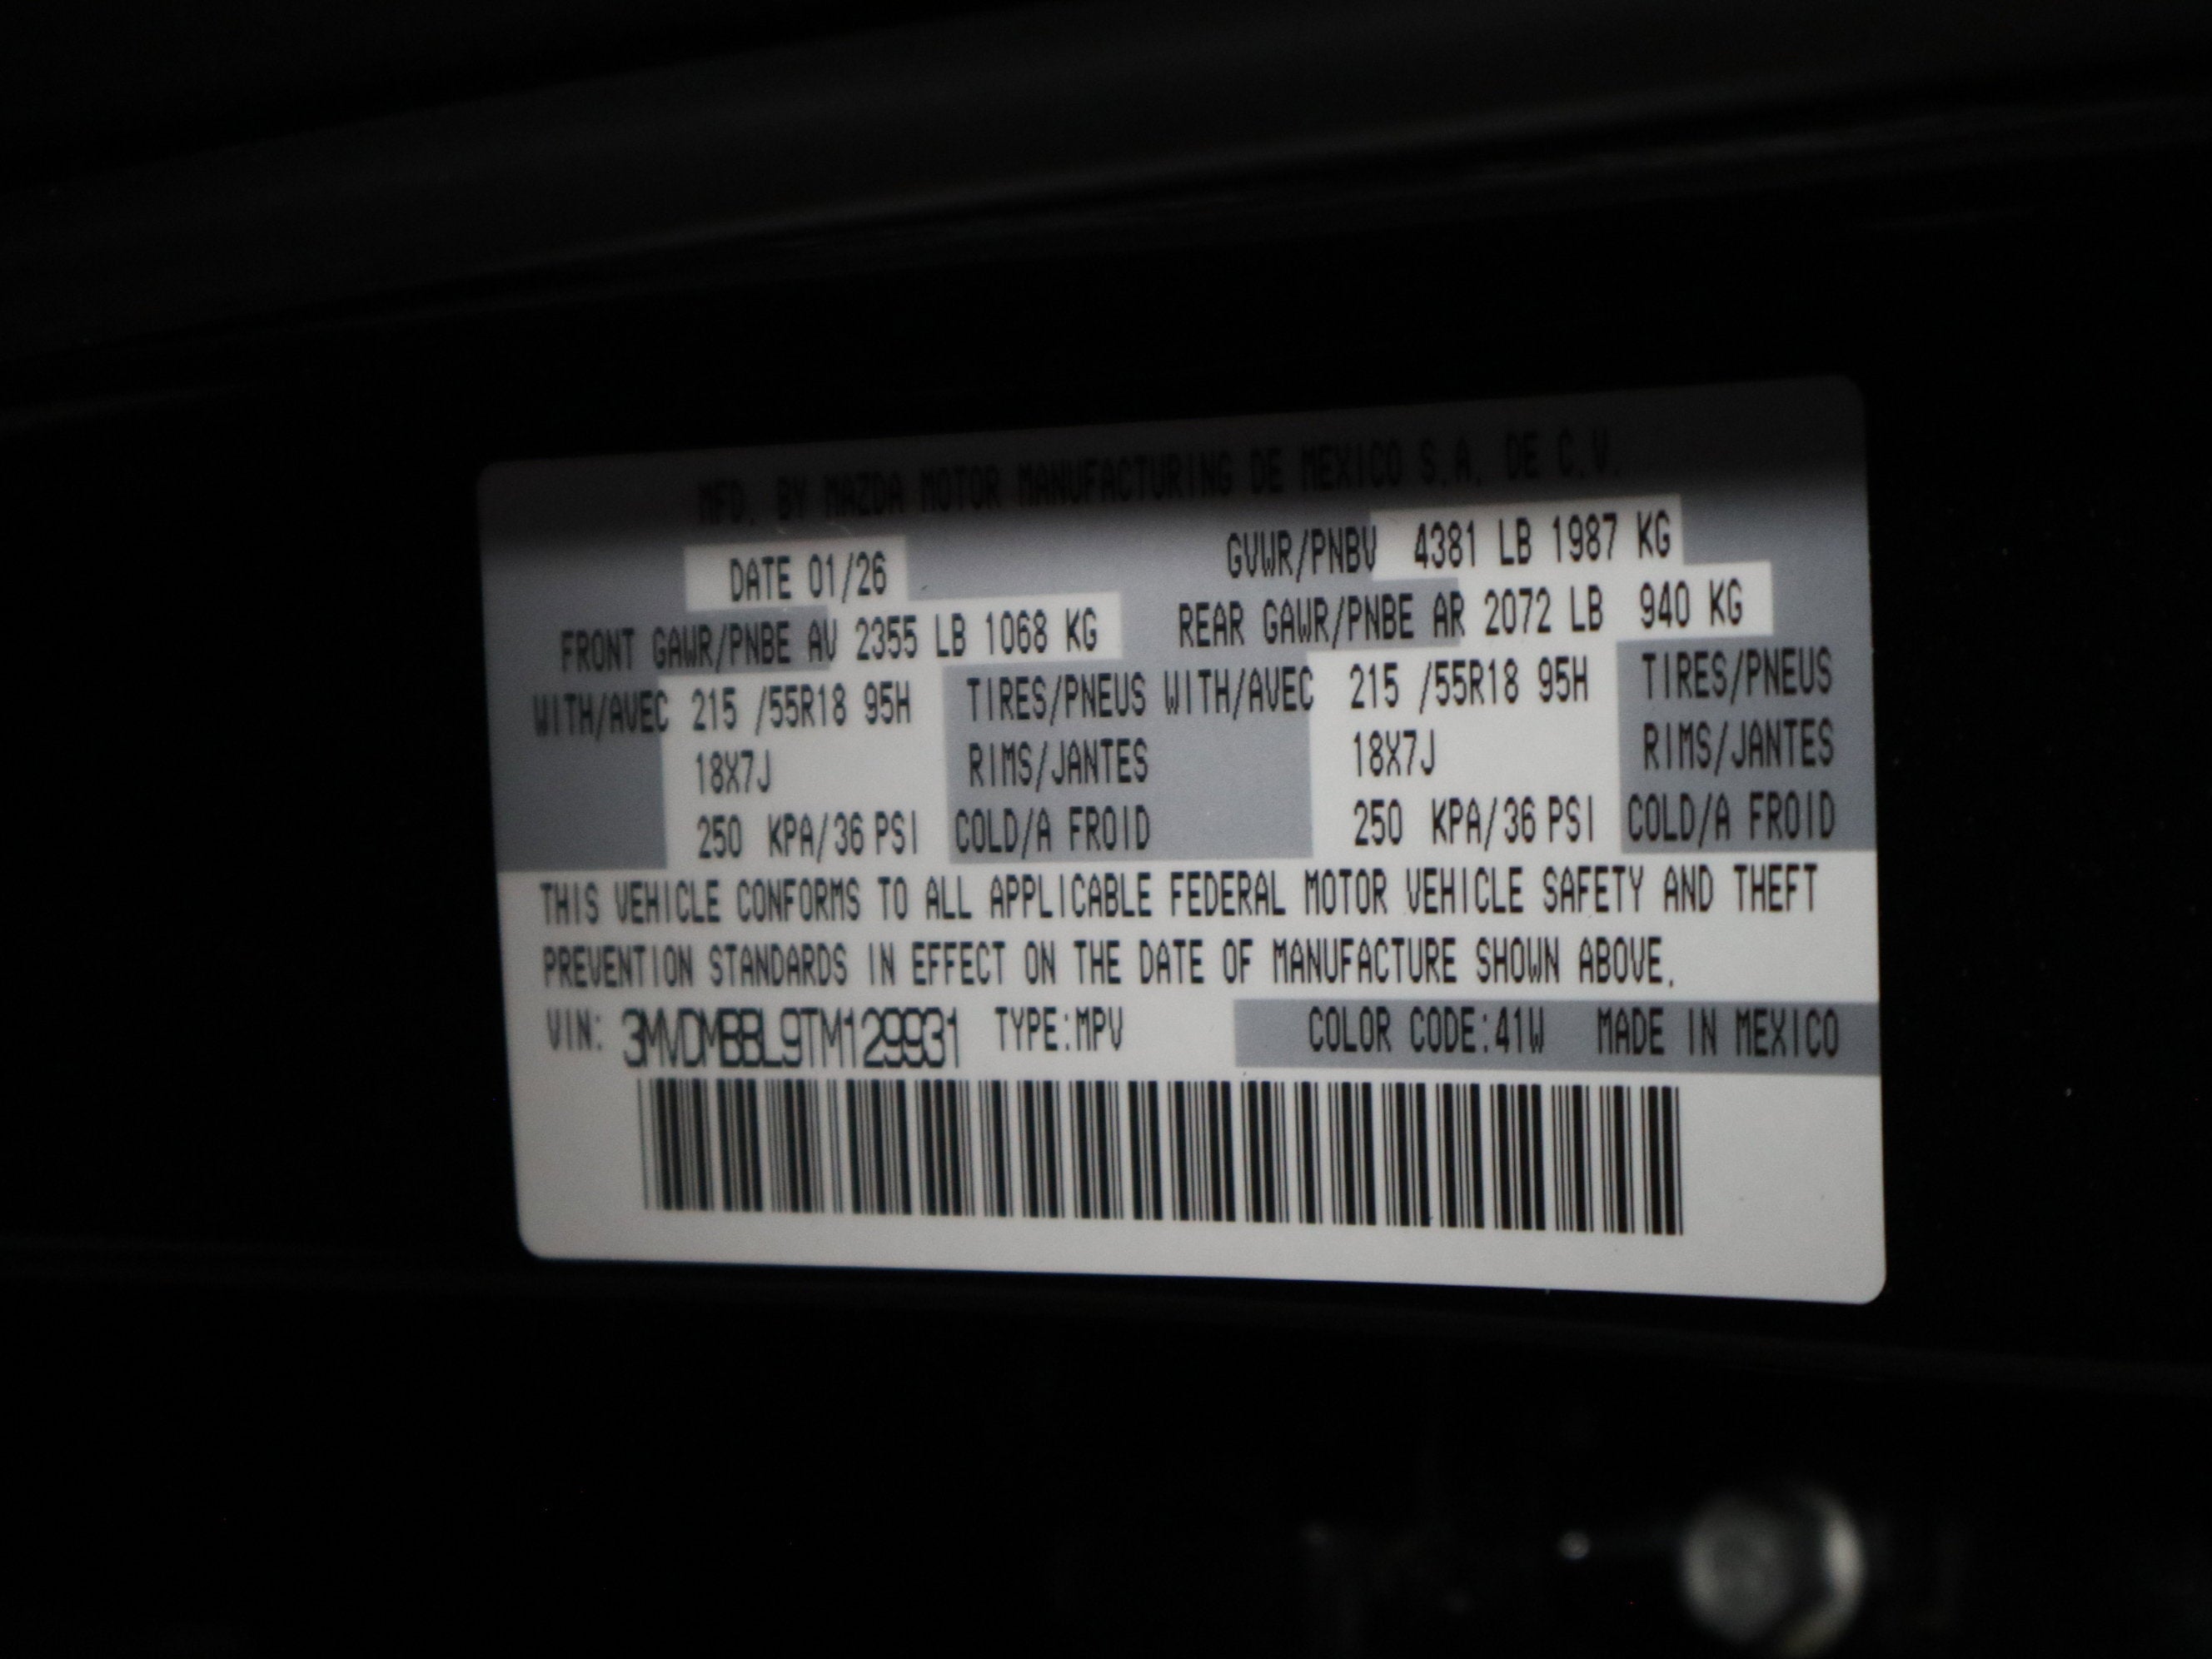 MFD. BY MAZDA MOTOR MANUFACTURING DE MEXICO S.A. DE C.V.
DATE 01/26 GVWR/PNBV 4381 LB 1987 KG
FRONT GAWR/PNBE AV 2355 LB 1068 KG REAR GAWR/PNBE AR 2072 LB 940 KG
WITH/AVEC 215 /55R18 95H TIRES/PNEUS WITH/AVEC 215 /55R18 95H TIRES/PNEUS
18X7J RIMS/JANTES 18X7J RIMS/JANTES
250 KPA/36 PSI COLD/A FROID 250 KPA/36 PSI COLD/A FROID
THIS VEHICLE CONFORMS TO ALL APPLICABLE FEDERAL MOTOR VEHICLE SAFETY AND THEFT
PREVENTION STANDARDS IN EFFECT ON THE DATE OF MANUFACTURE SHOWN ABOVE.
VIN: 3MVDMBBL9TM129931 TYPE:MPV COLOR CODE:41W MADE IN MEXICO